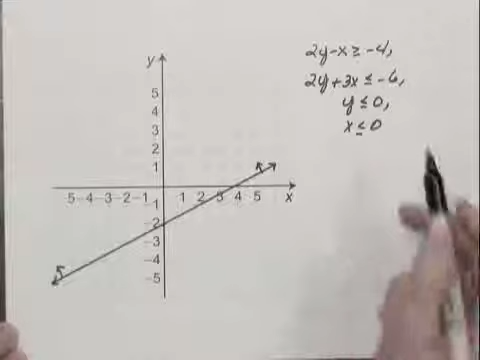 2y-x≥-4,
2y+3x≤-6,
y≤0,
x≤0
y
5
4
3
2
1
5-4-3-2-1 1 2 3 4 5 x
-1
-2
-3
-4
-5